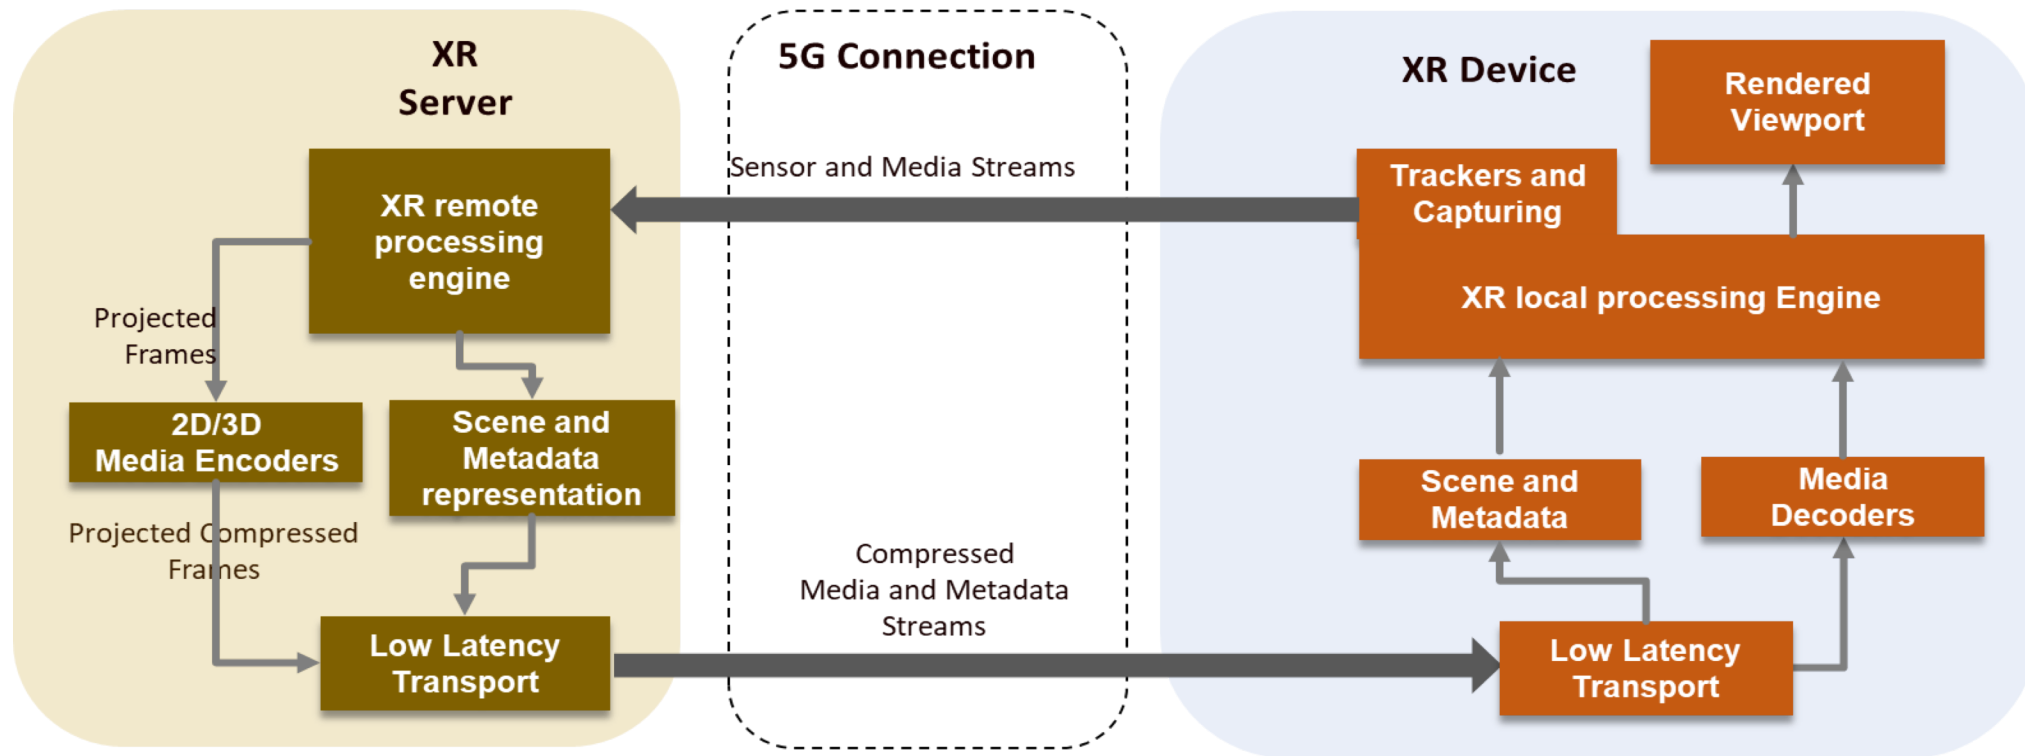 XR
Server
XR remote
processing
engine
Projected
Frames
2D/3D
Media Encoders
Scene and
Metadata
representation
Projected Compressed
Frames
Low Latency
Transport
5G Connection
Sensor and Media Streams
Compressed
Media and Metadata
Streams
XR Device
Rendered
Viewport
Trackers and
Capturing
XR local processing Engine
Scene and
Metadata
Media
Decoders
Low Latency
Transport